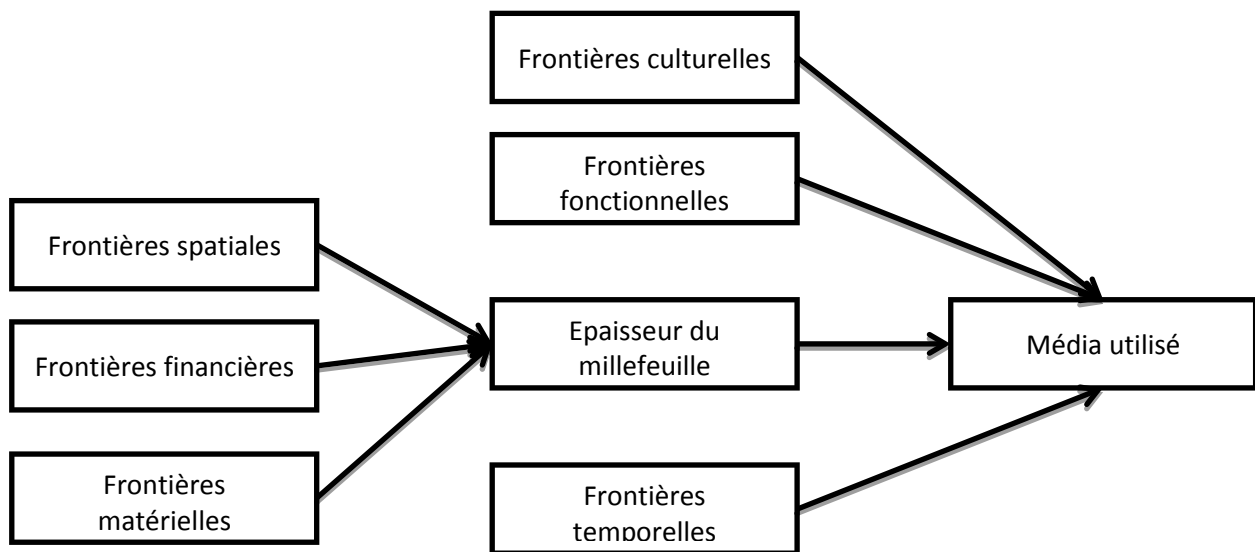 Frontières culturelles
Frontières
fonctionnelles
Frontières spatiales
Epaisseur du
millefeuille
Média utilisé
Frontières financières
Frontières
matérielles
Frontières
temporelles